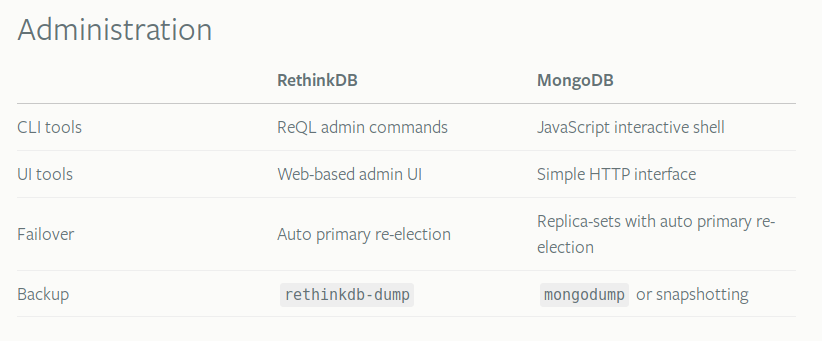 Administration
RethinkDB MongoDB
CLI tools ReQL admin commands JavaScript interactive shell
UI tools Web-based admin UI Simple HTTP interface
Failover Auto primary re-election Replica-sets with auto primary re-
election
Backup rethinkdb-dump mongodump or snapshotting